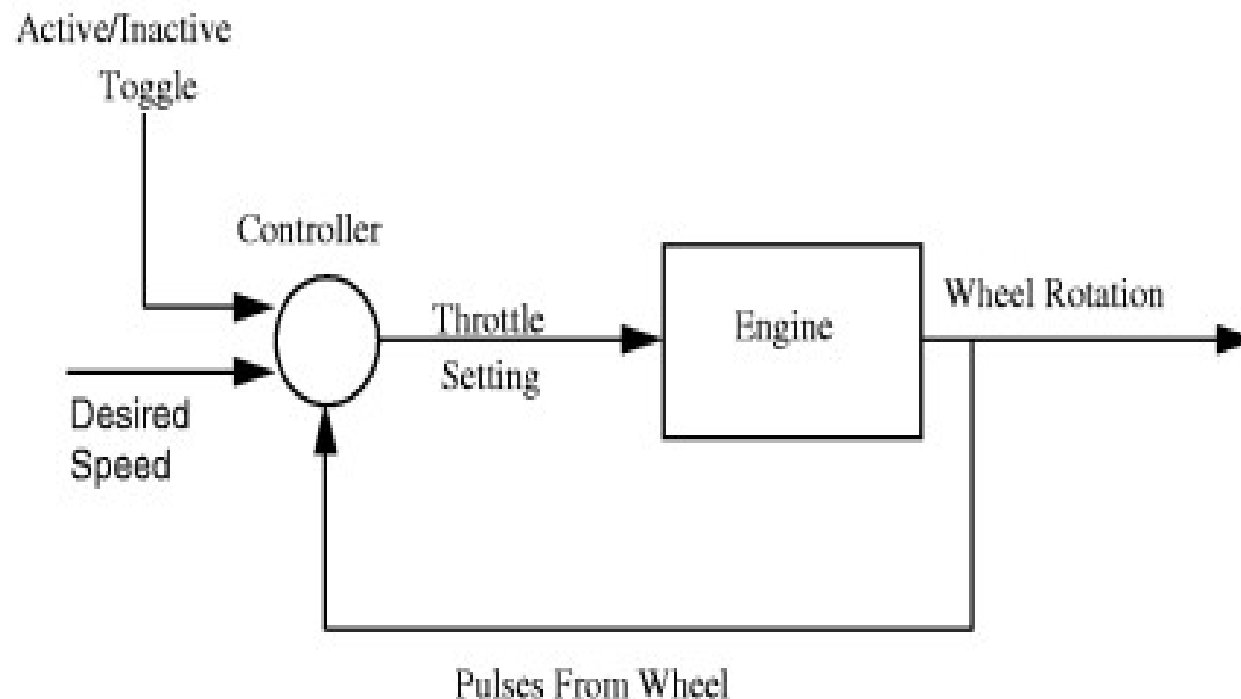 Active/Inactive
Toggle
Controller
Throttle
Setting
Engine
Wheel Rotation
Desired
Speed
Pulses From Wheel